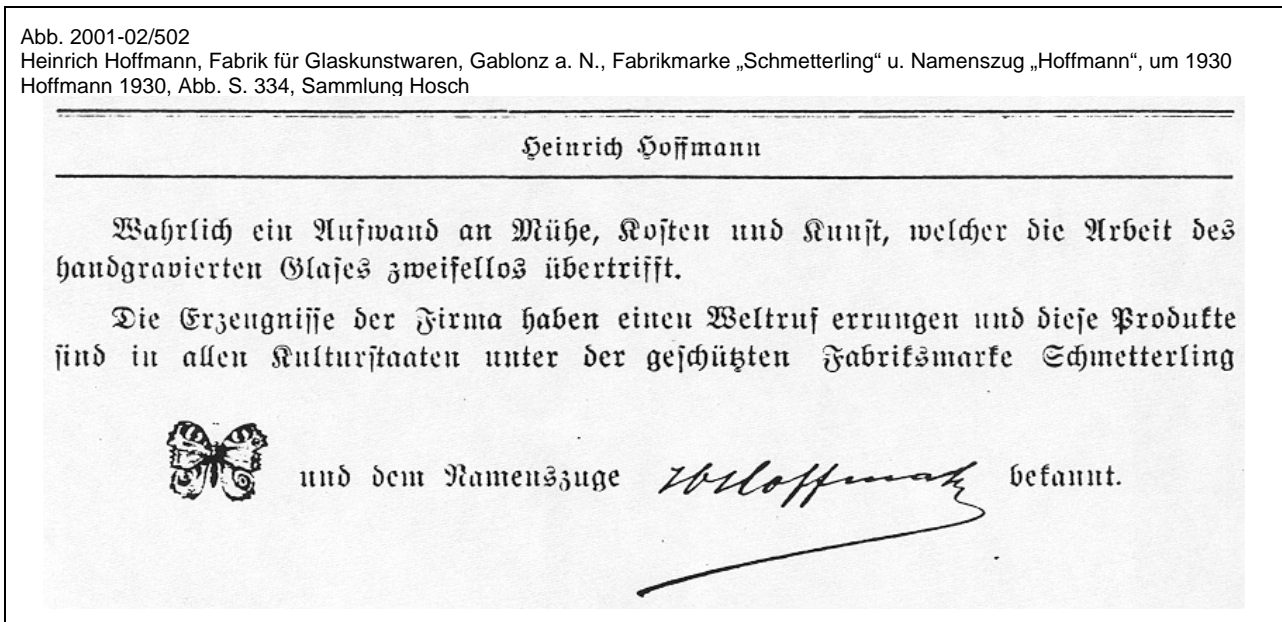 Abb. 2001-02/502
Heinrich Hoffmann, Fabrik für Glaskunstwaren, Gablonz a. N., Fabrikmarke „Schmetterling“ u. Namenszug „Hoffmann“, um 1930
Hoffmann 1930, Abb. S. 334, Sammlung Hosch
Heinrich Hoffmann
Wahrlich ein Aufwand an Mühe, Kosten und Kunst, welcher die Arbeit des
handgravierten Glases zweifellos übertrifft.
Die Erzeugnisse der Firma haben einen Weltruf errungen und diese Produkte
sind in allen Kulturstaaten unter der geschützten Fabriksmarke Schmetterling
und dem Namenszuge Hoffmann bekannt.